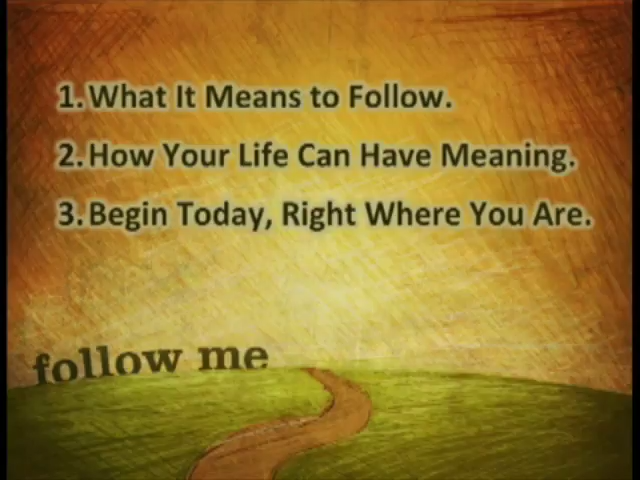 1. What It Means to Follow.
2. How Your Life Can Have Meaning.
3. Begin Today, Right Where You Are.
follow me